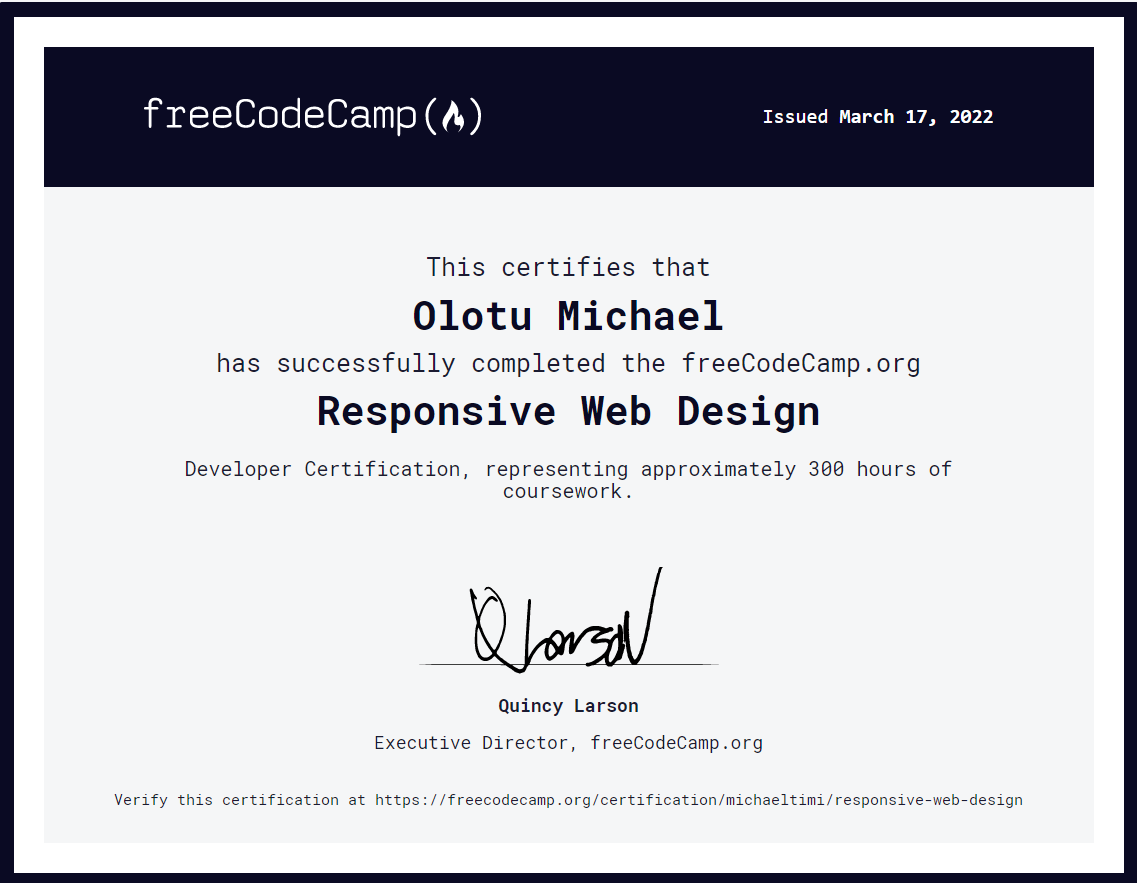 freeCodeCamp(🔥)
Issued March 17, 2022
This certifies that
Olotu Michael
has successfully completed the freeCodeCamp.org
Responsive Web Design
Developer Certification, representing approximately 300 hours of
coursework.
Q Larson
Quincy Larson
Executive Director, freeCodeCamp.org
Verify this certification at https://freecodecamp.org/certification/michaeltimi/responsive-web-design